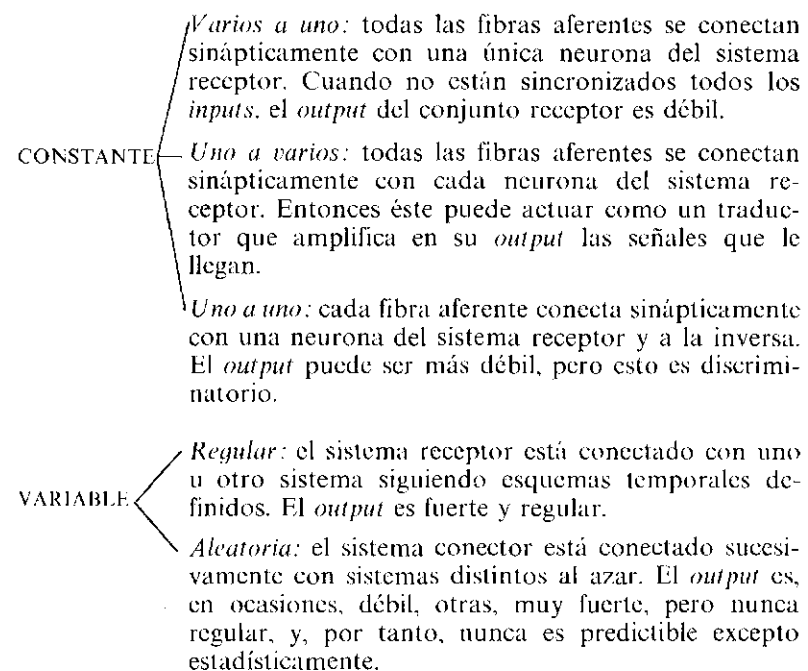 Varios a uno: todas las fibras aferentes se conectan
sinápticamente con una única neurona del sistema
receptor. Cuando no están sincronizados todos los
inputs, el output del conjunto receptor es débil.
CONSTANTE
Uno a varios: todas las fibras aferentes se conectan
sinápticamente con cada neurona del sistema re-
ceptor. Entonces éste puede actuar como un traduc-
tor que amplifica en su output las señales que le
llegan.
Uno a uno: cada fibra aferente conecta sinápticamente
con una neurona del sistema receptor y a la inversa.
El output puede ser más débil, pero esto es discrimi-
natorio.
VARIABLE
Regular: el sistema receptor está conectado con uno
u otro sistema siguiendo esquemas temporales de-
finidos. El output es fuerte y regular.
Aleatoria: el sistema conector está conectado sucesi-
vamente con sistemas distintos al azar. El output es,
en ocasiones, débil, otras, muy fuerte, pero nunca
regular, y, por tanto, nunca es predictible excepto
estadísticamente.